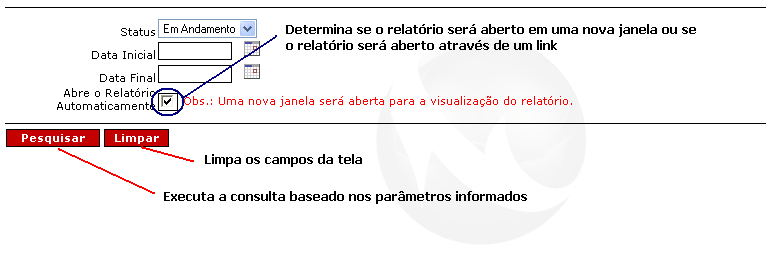 Status Em Andamento
Determina se o relatório será aberto em uma nova janela ou se
o relatório será aberto através de um link
Data Inicial
Data Final
Abre o Relatório
Automaticamente
Obs.: Uma nova janela será aberta para a visualização do relatório.
Pesquisar Limpar
Limpa os campos da tela
Executa a consulta baseado nos parâmetros informados